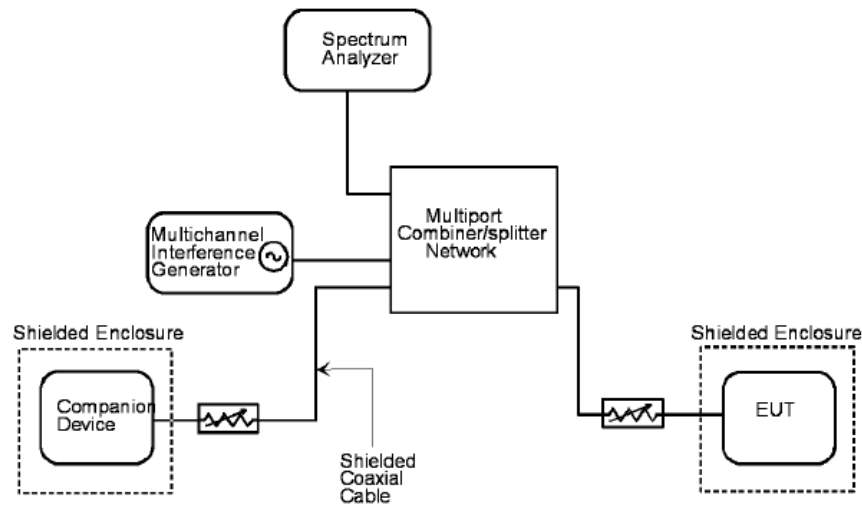 Spectrum
Analyzer
Multiport
Combiner/splitter
Network
Multichannel
Interference
Generator
Shielded Enclosure
Shielded Enclosure
Companion
Device
EUT
Shielded
Coaxial
Cable